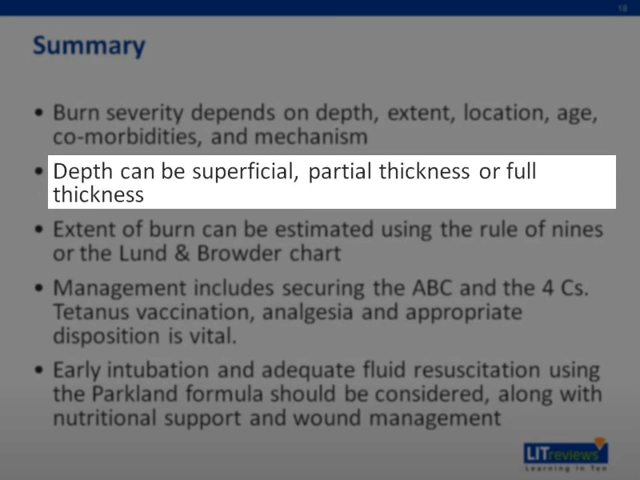 18
Summary
• Burn severity depends on depth, extent, location, age,
co-morbidities, and mechanism
• Depth can be superficial, partial thickness or full
thickness
• Extent of burn can be estimated using the rule of nines
or the Lund & Browder chart
• Management includes securing the ABC and the 4 Cs.
Tetanus vaccination, analgesia and appropriate
disposition is vital.
• Early intubation and adequate fluid resuscitation using
the Parkland formula should be considered, along with
nutritional support and wound management
LITreviews
Learning in Ten